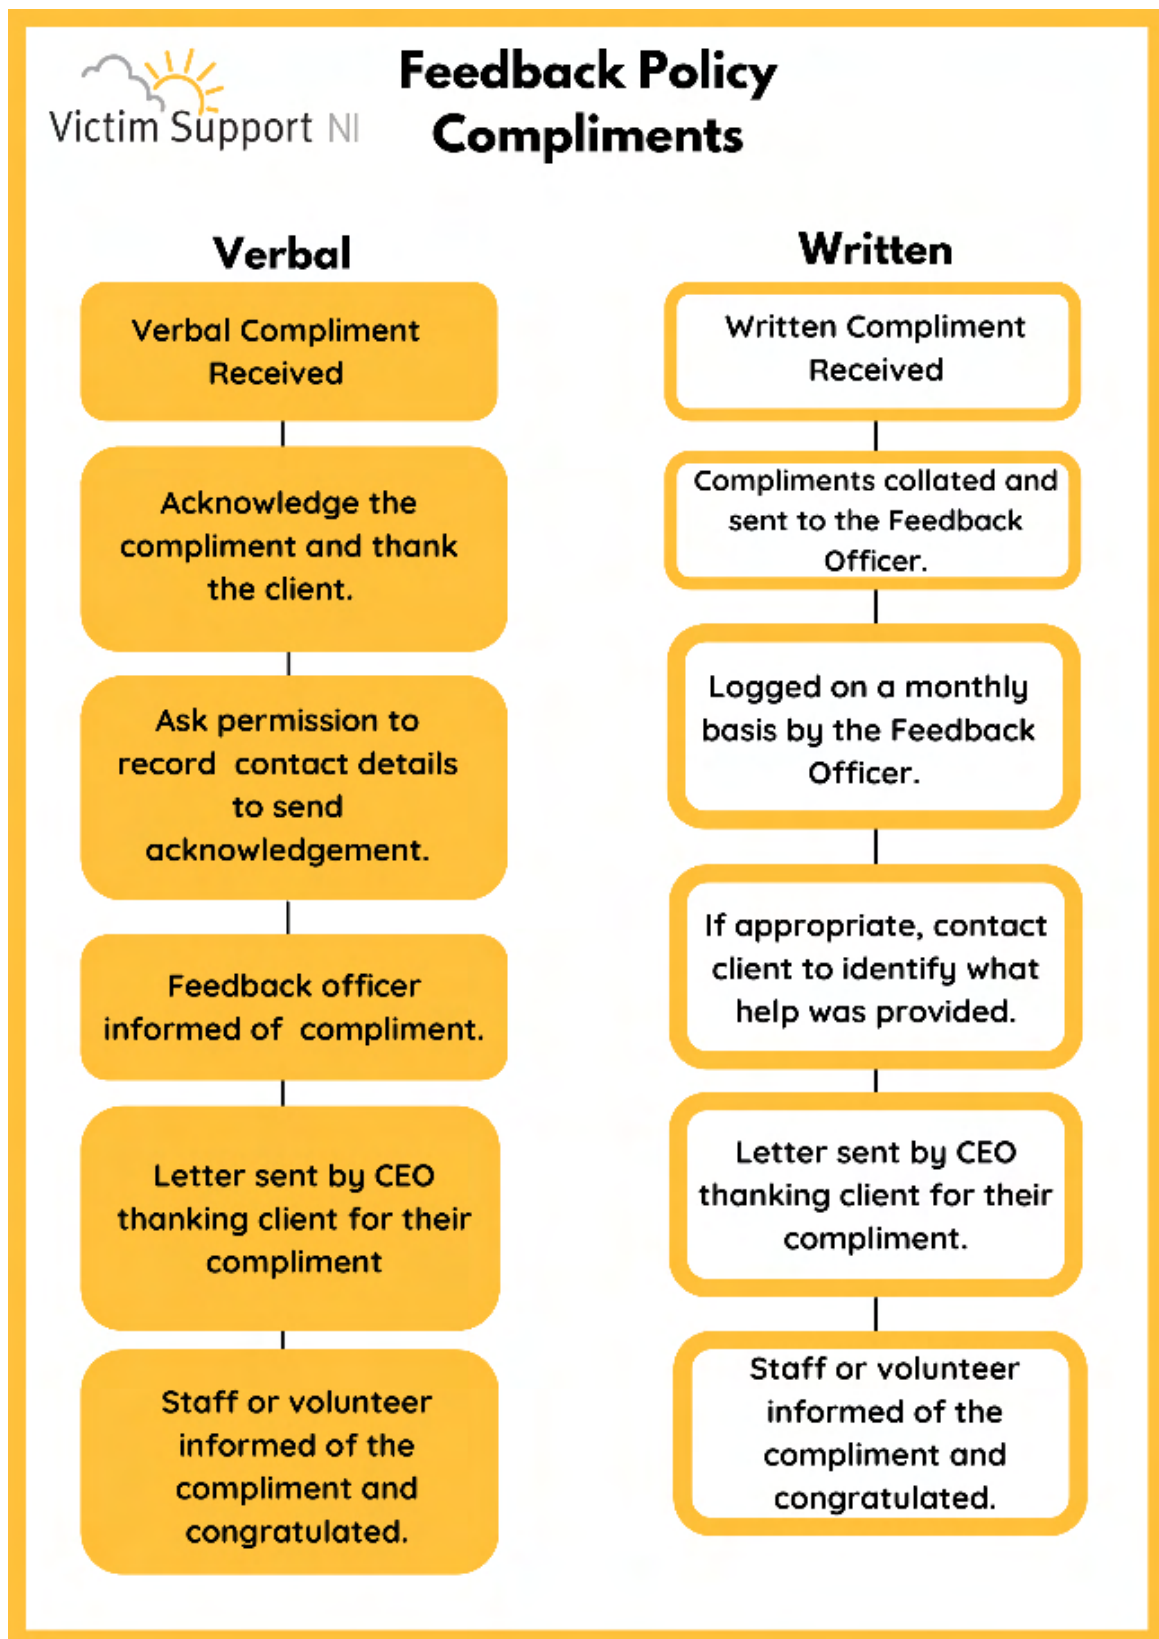 Victim Support NI
Feedback Policy
Compliments
Verbal
Verbal Compliment
Received
Acknowledge the
compliment and thank
the client.
Ask permission to
record contact details
to send
acknowledgement.
Feedback officer
informed of compliment.
Letter sent by CEO
thanking client for their
compliment
Staff or volunteer
informed of the
compliment and
congratulated.
Written
Written Compliment
Received
Compliments collated and
sent to the Feedback
Officer.
Logged on a monthly
basis by the Feedback
Officer.
If appropriate, contact
client to identify what
help was provided.
Letter sent by CEO
thanking client for their
compliment.
Staff or volunteer
informed of the
compliment and
congratulated.